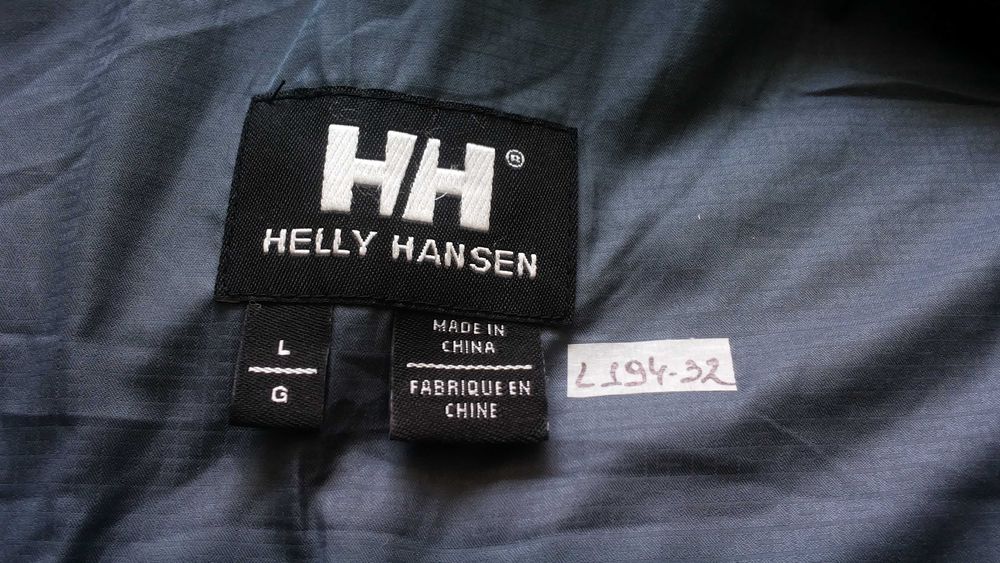 HH®
HELLY HANSEN
L
G
MADE IN
CHINA
FABRIQUE EN
CHINE
L194-32